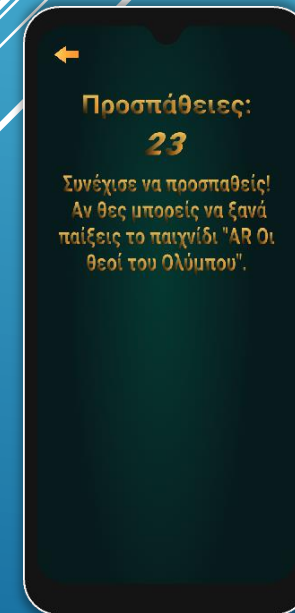 Προσπάθειες:
23
Συνέχισε να προσπαθείς!
Αν θες μπορείς να ξανά
παίξεις το παιχνίδι "AR Οι
θεοί του Ολύμπου".